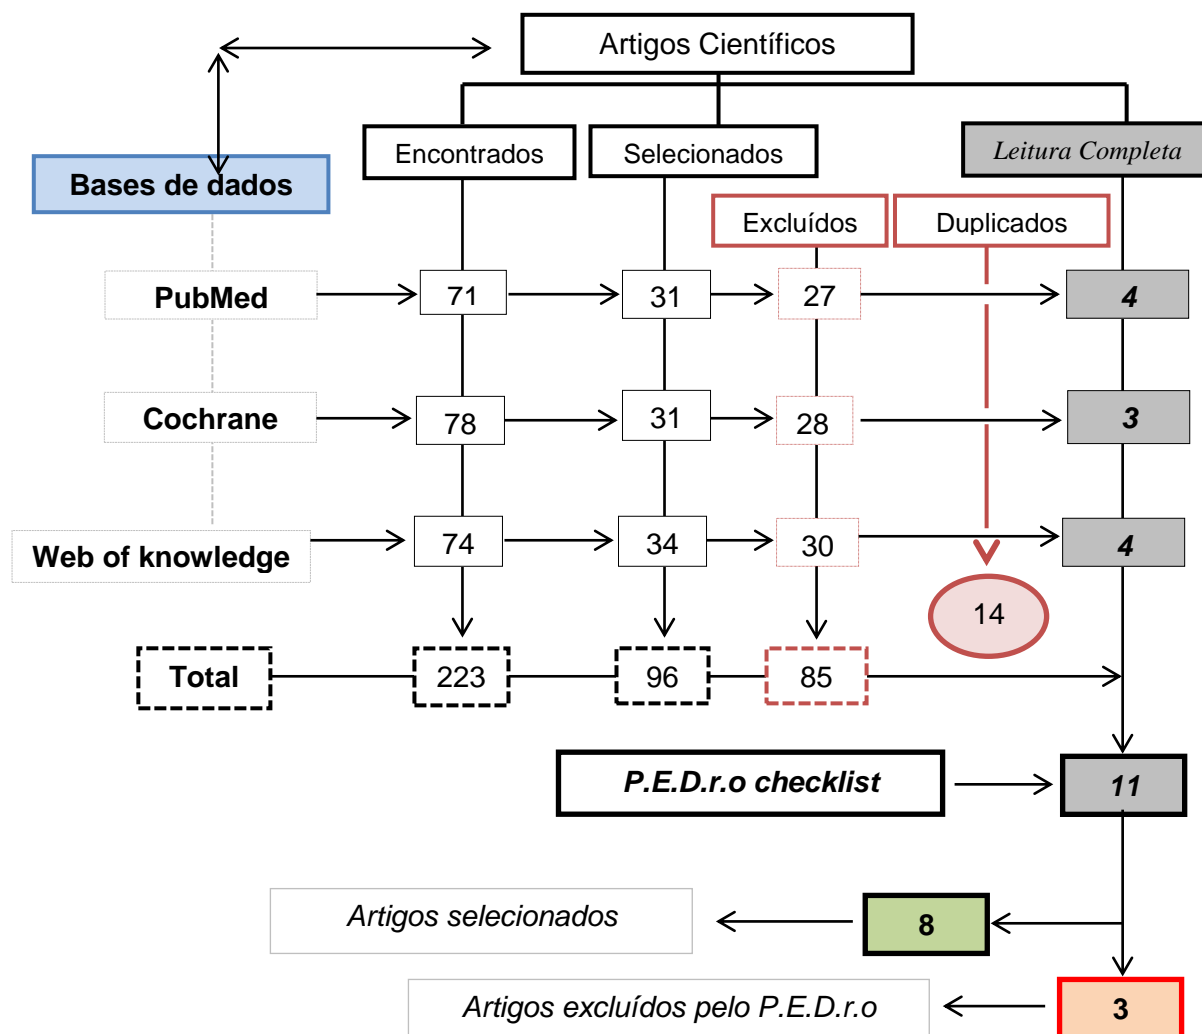 Artigos Científicos
Encontrados
Selecionados
Leitura Completa
Bases de dados
Excluídos
Duplicados
PubMed
71
31
27
4
Cochrane
78
31
28
3
Web of knowledge
74
34
30
4
14
Total
223
96
85
P.E.D.r.o checklist
11
Artigos selecionados
8
Artigos excluídos pelo P.E.D.r.o
3